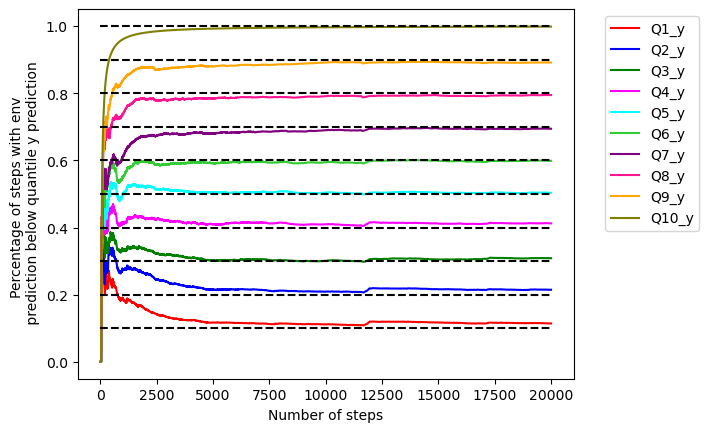 1.0
0.8
0.6
0.4
0.2
0.0
Percentage of steps with env
prediction below quantile y prediction
0 2500 5000 7500 10000 12500 15000 17500 20000
Number of steps
Q1_y
Q2_y
Q3_y
Q4_y
Q5_y
Q6_y
Q7_y
Q8_y
Q9_y
Q10_y